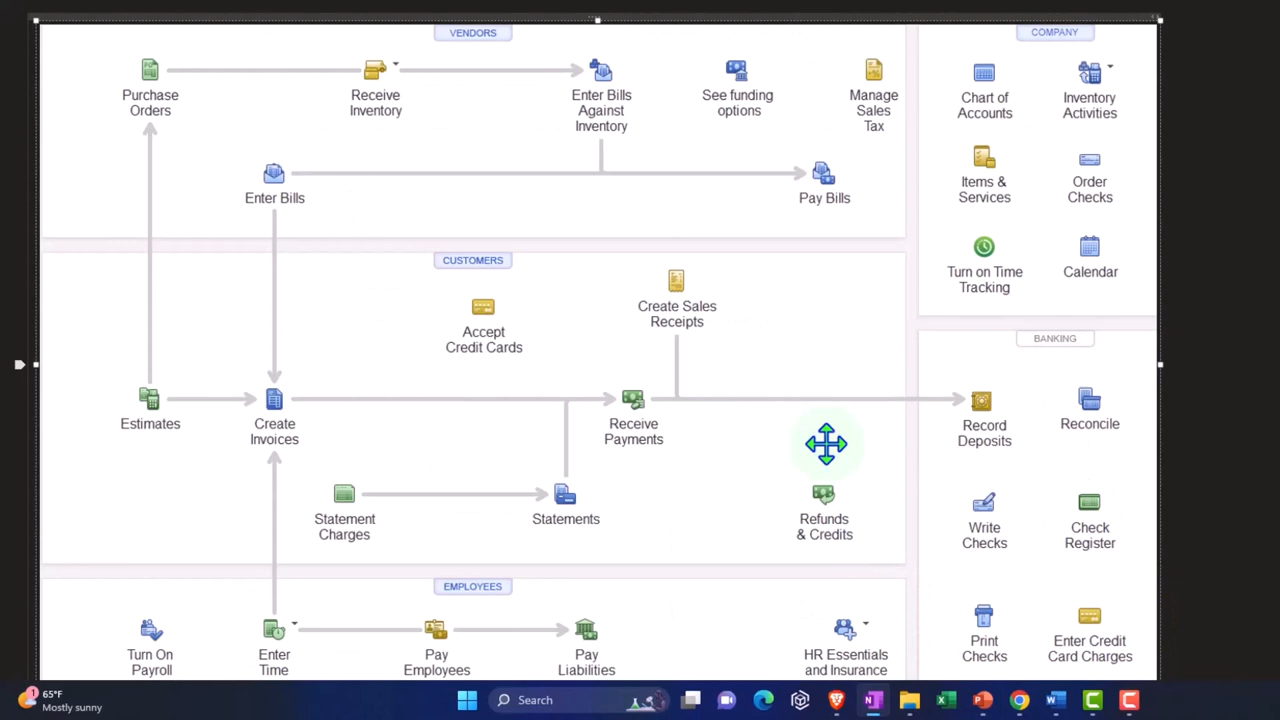 VENDORS
Purchase
Orders
Receive
Inventory
Enter Bills
Against
Inventory
See funding
options
Manage
Sales
Tax
Enter Bills
Pay Bills
COMPANY
Chart of
Accounts
Inventory
Activities
Items &
Services
Order
Checks
Turn on Time
Tracking
Calendar
CUSTOMERS
Accept
Credit Cards
Create Sales
Receipts
Estimates
Create
Invoices
Receive
Payments
Statement
Charges
Statements
Refunds
& Credits
BANKING
Record
Deposits
Reconcile
Write
Checks
Check
Register
Print
Checks
Enter Credit
Card Charges
EMPLOYEES
Turn On
Payroll
Enter
Time
Pay
Employees
Pay
Liabilities
HR Essentials
and Insurance
1
65°F
Mostly sunny
Search